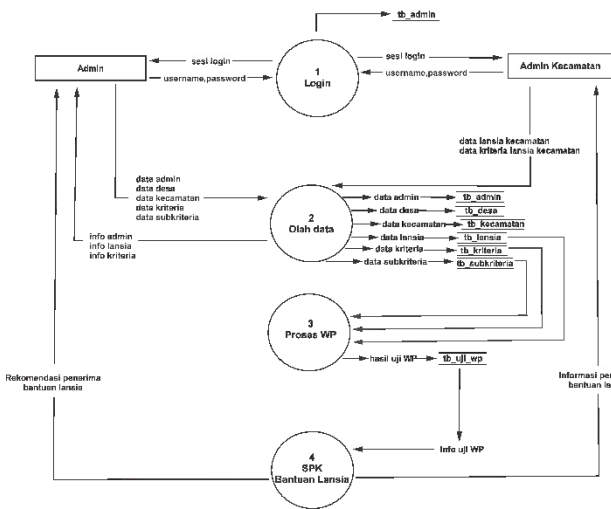 tb_admin
sesi login
sesi login
Admin
1
Login
Admin Kecamatan
username,password
username,password
data lansia kecamatan
data kriteria lansia kecamatan
data admin
data desa
data kecamatan
data kriteria
data subkriteria
2
Olah data
data admin
tb_admin
data desa
tb_desa
data kecamatan
tb_kecamatan
data lansia
tb_lansia
data kriteria
tb_kriteria
data subkriteria
tb_subkriteria
info admin
info lansia
info kriteria
3
Proses WP
hasil uji WP
tb_uji_wp
Rekomendasi penerima
bantuan lansia
Informasi
bantuan
Info uji WP
4
SPK
Bantuan Lansia